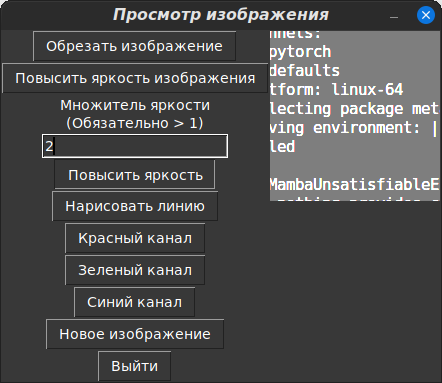 Просмотр изображения
Обрезать изображение
Повысить яркость изображения
Множитель яркости
(Обязательно > 1)
2
Повысить яркость
Нарисовать линию
Красный канал
Зеленый канал
Синий канал
Новое изображение
Выйти
nnels:
pytorch
defaults
tform: linux-64
lecting package met
ving environment: |
led
MambaUnsatisfiableE